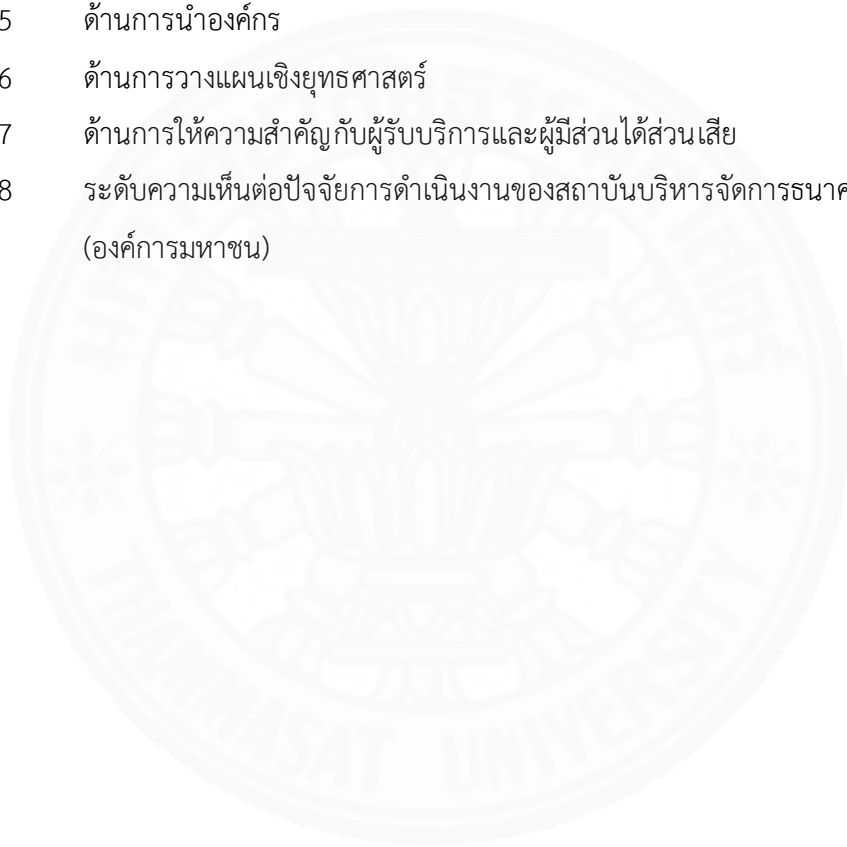 5 ด้านการนำองค์กร
6 ด้านการวางแผนเชิงยุทธศาสตร์
7 ด้านการให้ความสำคัญกับผู้รับบริการและผู้มีส่วนได้ส่วนเสีย
8 ระดับความเห็นต่อปัจจัยการดำเนินงานของสถาบันบริหารจัดการธนาค
(องค์การมหาชน)
THAMMASAT UNIVERSITY